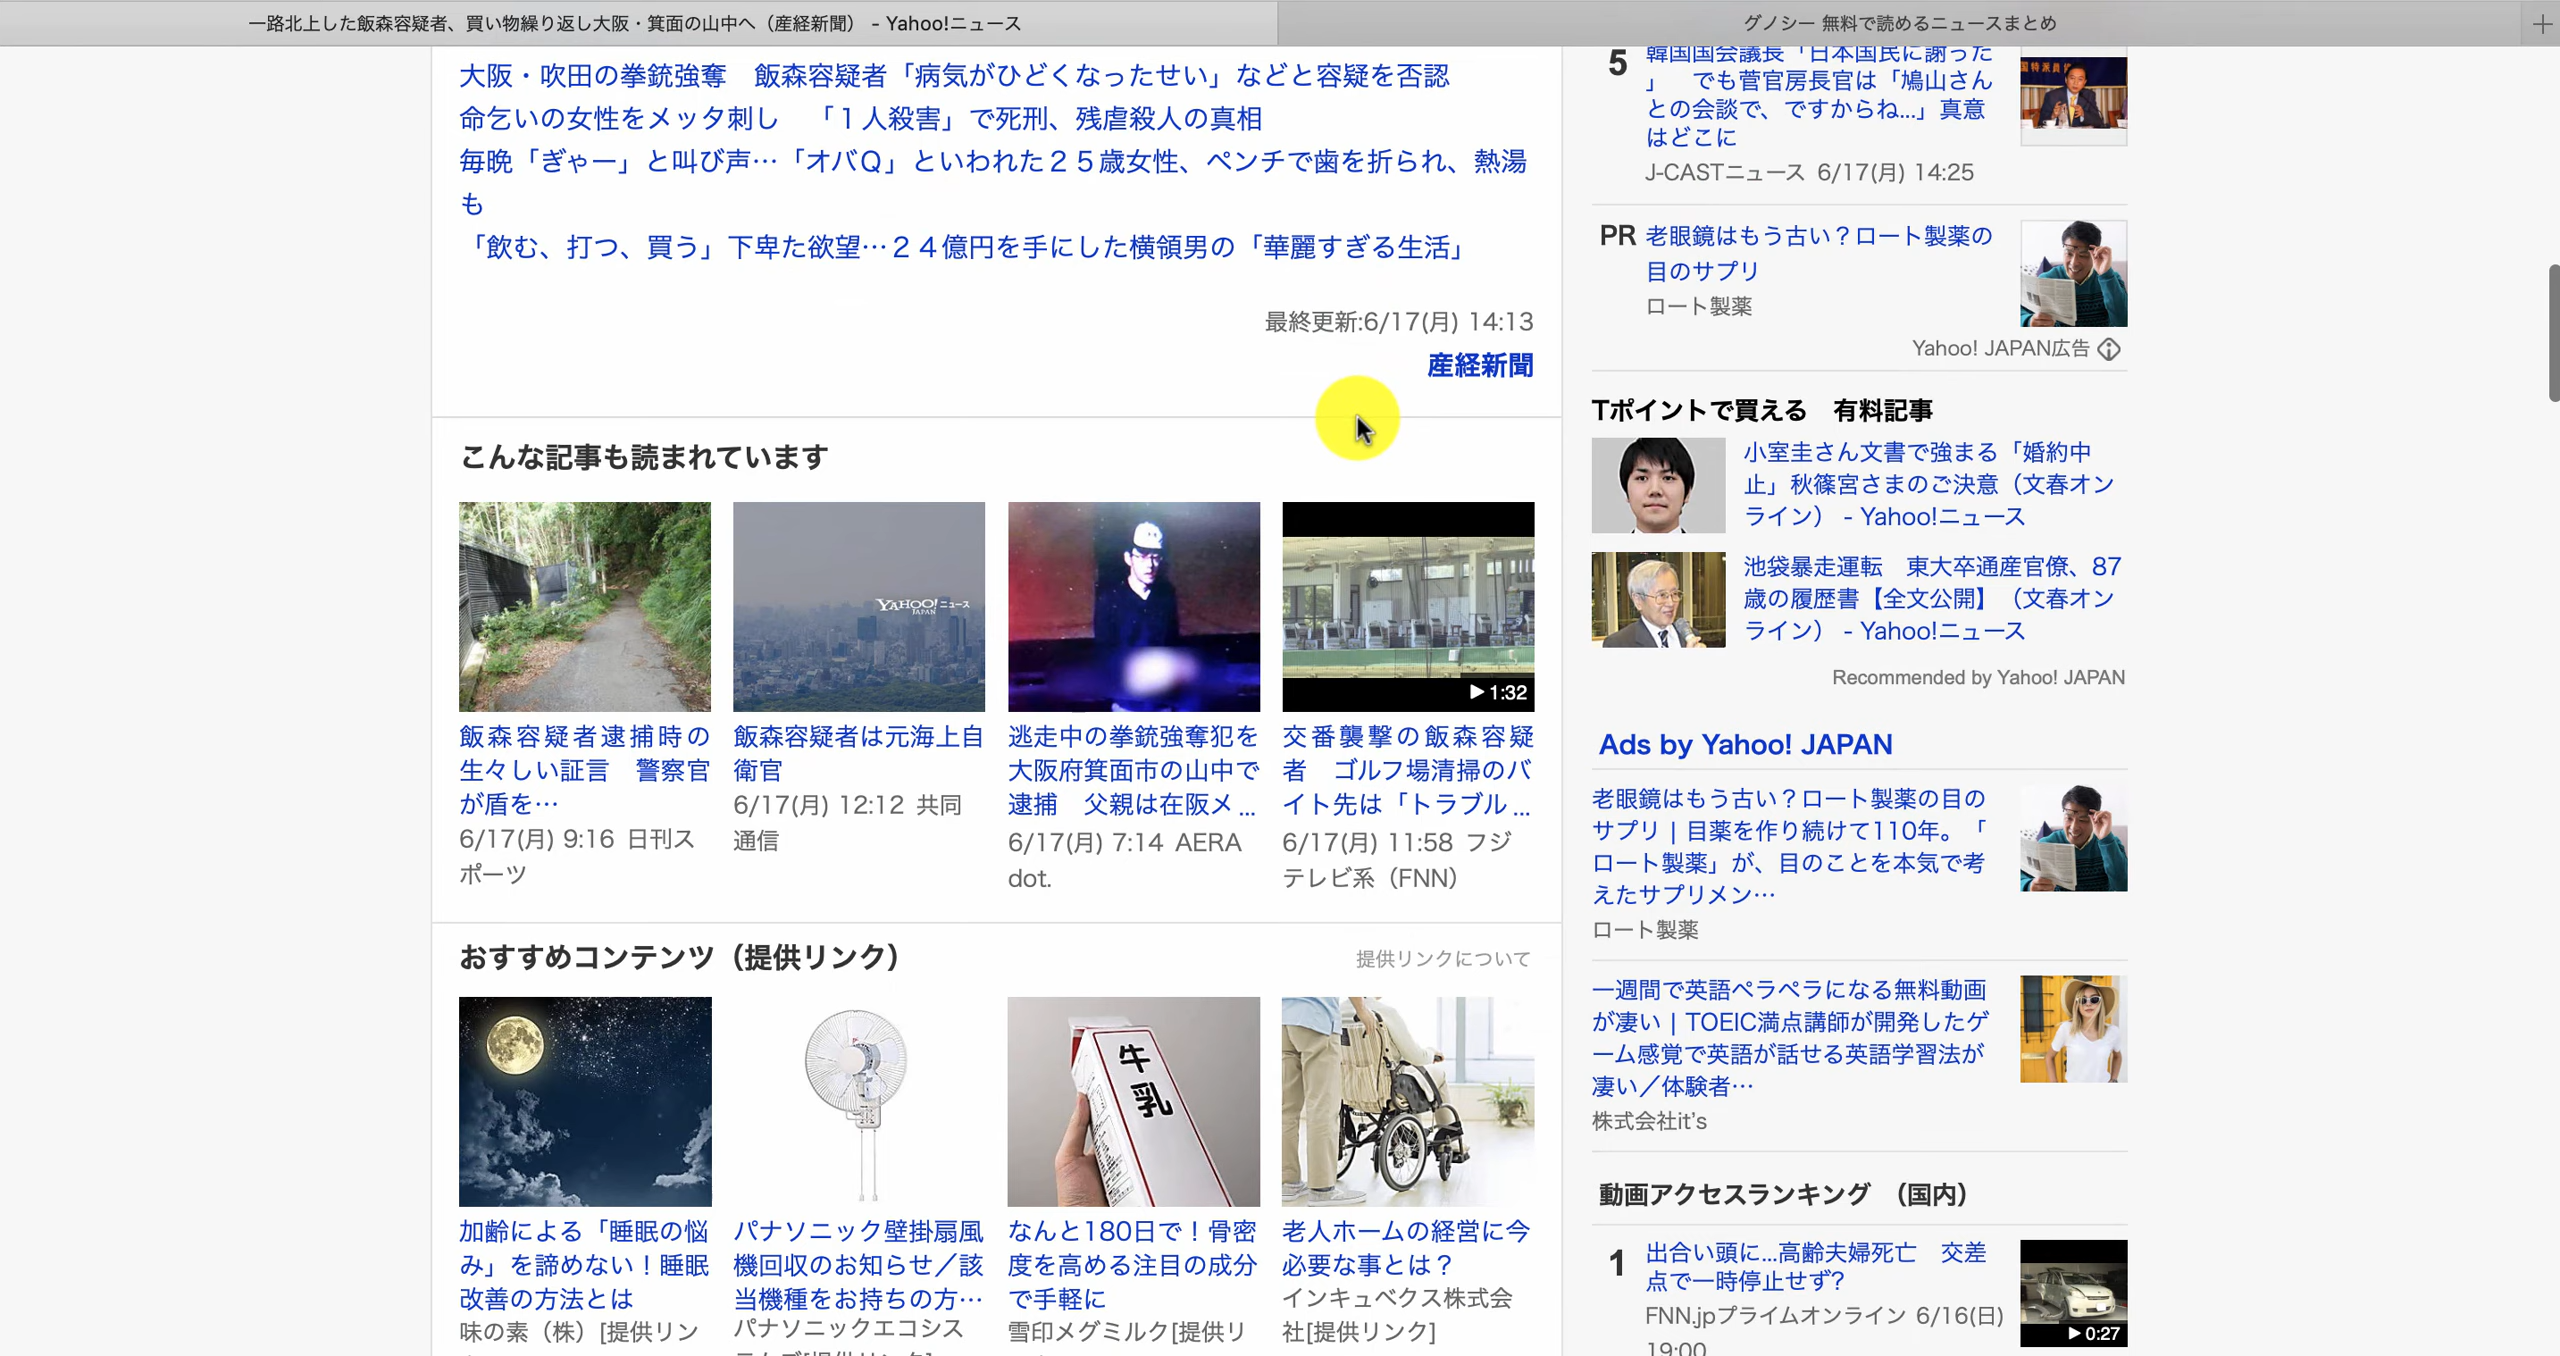 一路北上した飯森容疑者、買い物繰り返し大阪・箕面の山中へ（産経新聞） - Yahoo!ニュース
グノシー 無料で読めるニュースまとめ
大阪・吹田の拳銃強奪　飯森容疑者「病気がひどくなったせい」などと容疑を否認
命乞いの女性をメッタ刺し　「１人殺害」で死刑、残虐殺人の真相
毎晩「ぎゃー」と叫び声…「オバＱ」といわれた２５歳女性、ペンチで歯を折られ、熱湯
も
「飲む、打つ、買う」下卑た欲望…２４億円を手にした横領男の「華麗すぎる生活」
最終更新:6/17(月) 14:13
産経新聞
こんな記事も読まれています
YAHOO!ニュース
JAPAN
1:32
飯森容疑者逮捕時の
生々しい証言　警察官
が盾を…
6/17(月) 9:16 日刊ス
ポーツ
飯森容疑者は元海上自
衛官
6/17(月) 12:12 共同
通信
逃走中の拳銃強奪犯を
大阪府箕面市の山中で
逮捕　父親は在阪メ...
6/17(月) 7:14 AERA
dot.
交番襲撃の飯森容疑
者　ゴルフ場清掃のバ
イト先は「トラブル...
6/17(月) 11:58 フジ
テレビ系（FNN）
おすすめコンテンツ（提供リンク）
提供リンクについて
牛乳
加齢による「睡眠の悩
み」を諦めない！睡眠
改善の方法とは
味の素（株）[提供リン
パナソニック壁掛扇風
機回収のお知らせ／該
当機種をお持ちの方…
パナソニックエコシス
テムズ[提供リンク]
なんと180日で！骨密
度を高める注目の成分
で手軽に
雪印メグミルク[提供リ
老人ホームの経営に今
必要な事とは？
インキュベクス株式会
社[提供リンク]
5
韓国国会議長「日本国民に謝った
」　でも菅官房長官は「鳩山さん
との会談で、ですからね...」真意
はどこに
J-CASTニュース 6/17(月) 14:25
PR
老眼鏡はもう古い？ロート製薬の
目のサプリ
ロート製薬
Yahoo! JAPAN広告
Tポイントで買える　有料記事
小室圭さん文書で強まる「婚約中
止」秋篠宮さまのご決意（文春オン
ライン） - Yahoo!ニュース
池袋暴走運転　東大卒通産官僚、87
歳の履歴書【全文公開】（文春オン
ライン） - Yahoo!ニュース
Recommended by Yahoo! JAPAN
Ads by Yahoo! JAPAN
老眼鏡はもう古い？ロート製薬の目の
サプリ | 目薬を作り続けて110年。「
ロート製薬」が、目のことを本気で考
えたサプリメン…
ロート製薬
一週間で英語ペラペラになる無料動画
が凄い | TOEIC満点講師が開発したゲ
ーム感覚で英語が話せる英語学習法が
凄い／体験者…
株式会社it's
動画アクセスランキング （国内）
1
出合い頭に...高齢夫婦死亡　交差
点で一時停止せず?
FNN.jpプライムオンライン 6/16(日)
19:00
0:27